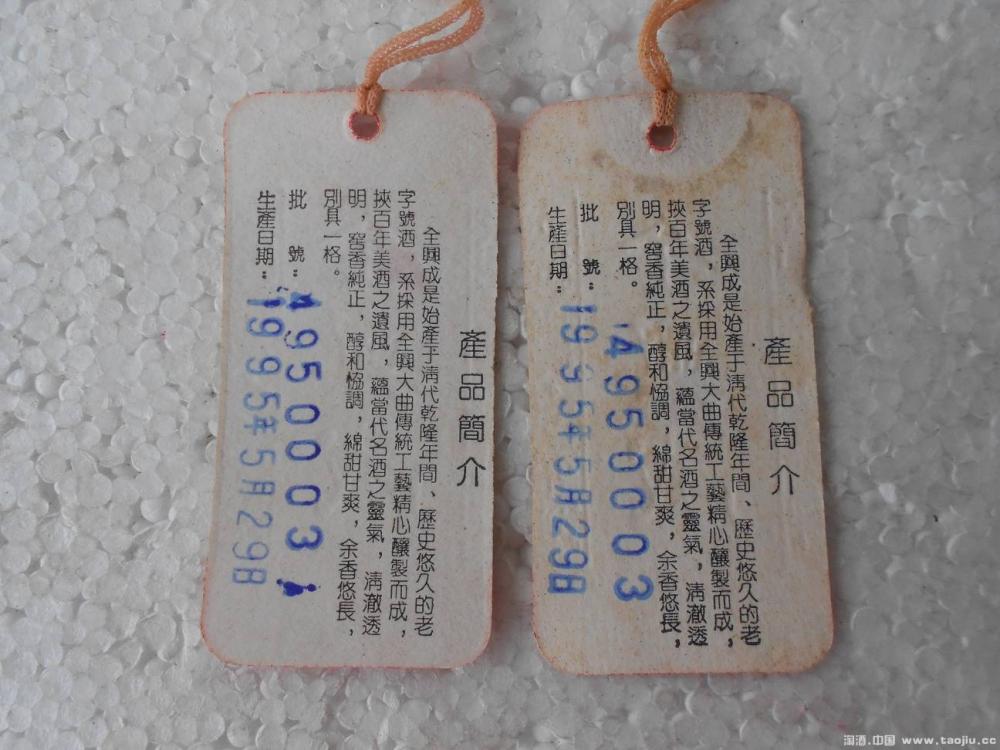 產品簡介
全興成是始產于清代乾隆年間、歷史悠久的老
字號酒，系採用全興大曲傳統工藝精心釀製而成，
挾百年美酒之遺風，蘊當代名酒之靈氣，清澈透
明，窖香純正，醇和協調，綿甜甘爽，余香悠長，
別具一格。
批號：4950003
生產日期：1995年5月29日
產品簡介
全興成是始產于清代乾隆年間、歷史悠久的老
字號酒，系採用全興大曲傳統工藝精心釀製而成，
挾百年美酒之遺風，蘊當代名酒之靈氣，清澈透
明，窖香純正，醇和協調，綿甜甘爽，余香悠長，
別具一格。
批號：4950003
生產日期：1995年5月29日
淘酒.中国 www.taojiu.cc